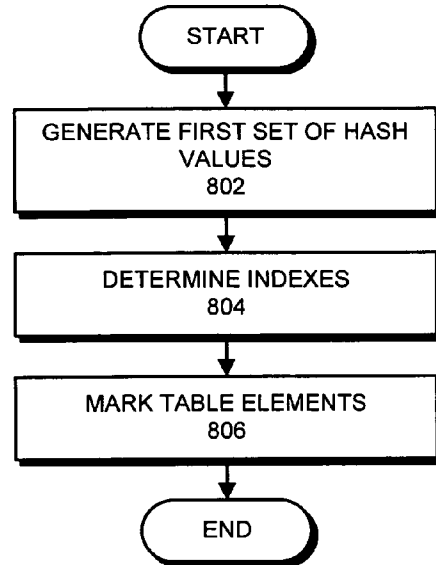 START
GENERATE FIRST SET OF HASH
VALUES
802
DETERMINE INDEXES
804
MARK TABLE ELEMENTS
806
END